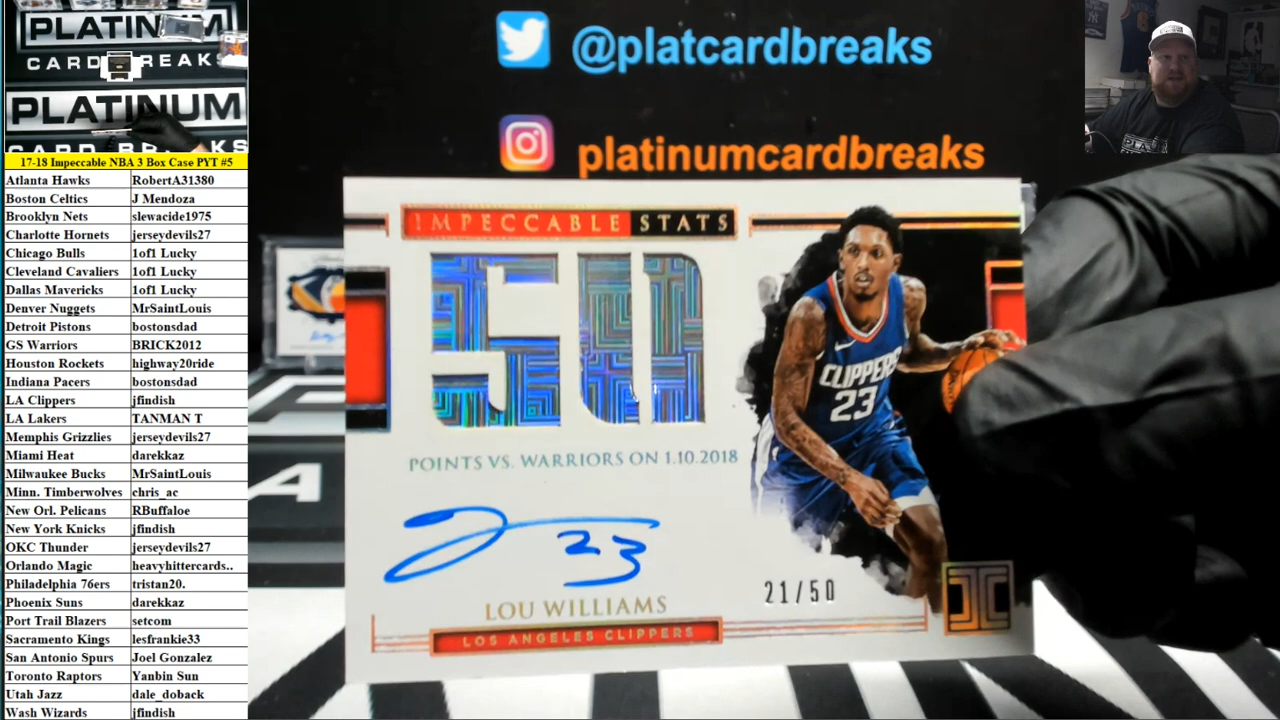 PLATINUM
CARD BREAKS
PLATINUM
17-18 Impeccable NBA 3 Box Case PYT #5
Atlanta Hawks RobertA31380
Boston Celtics J Mendoza
Brooklyn Nets slewacide1975
Charlotte Hornets jerseydevils27
Chicago Bulls 1of1 Lucky
Cleveland Cavaliers 1of1 Lucky
Dallas Mavericks 1of1 Lucky
Denver Nuggets MrSaintLouis
Detroit Pistons bostonsdad
GS Warriors BRICK2012
Houston Rockets highway20ride
Indiana Pacers bostonsdad
LA Clippers jfindish
LA Lakers TANMAN T
Memphis Grizzlies jerseydevils27
Miami Heat darekkaz
Milwaukee Bucks MrSaintLouis
Minn. Timberwolves chris_ac
New Orl. Pelicans RBuffaloe
New York Knicks jfindish
OKC Thunder jerseydevils27
Orlando Magic heavyhittercards..
Philadelphia 76ers tristan20.
Phoenix Suns darekkaz
Port Trail Blazers setcom
Sacramento Kings lesfrankie33
San Antonio Spurs Joel Gonzalez
Toronto Raptors Yanbin Sun
Utah Jazz dale_doback
Wash Wizards jfindish
@platcardbreaks
platinumcardbreaks
IMPECCABLE STATS
50
POINTS VS. WARRIORS ON 1.10.2018
CLIPPERS
23
23
21/50
LOU WILLIAMS
LOS ANGELES CLIPPERS